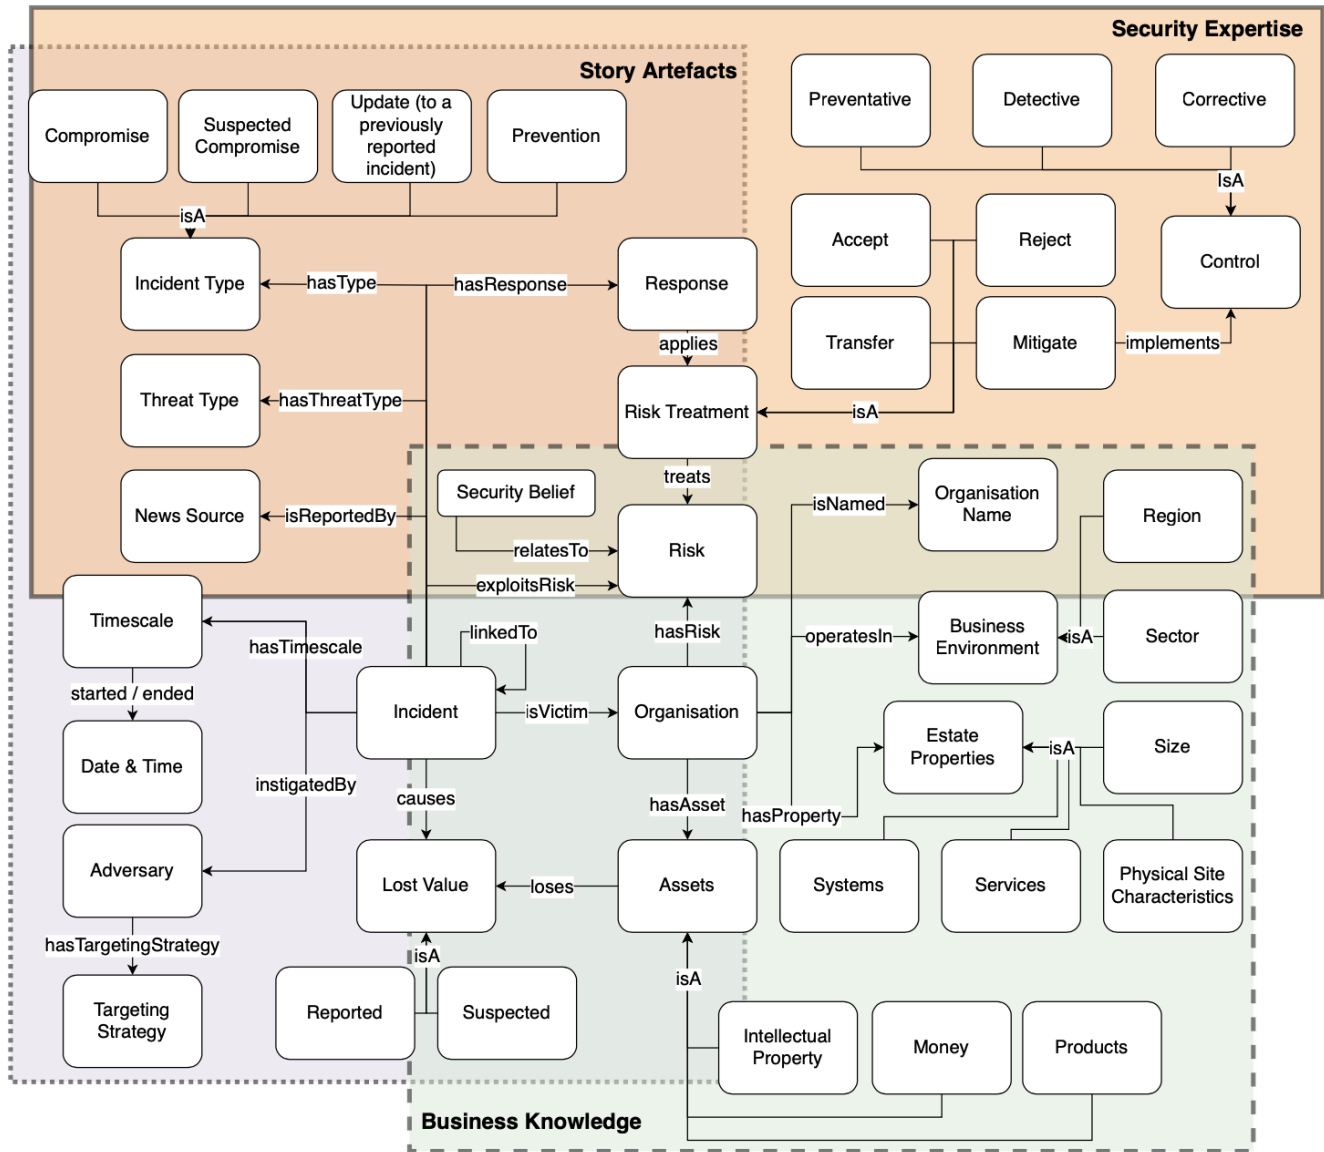 Security Expertise
Story Artefacts
Compromise
Suspected
Compromise
Update (to a
previously
reported
incident)
Prevention
Preventative
Detective
Corrective
isA
IsA
Incident Type
hasType
hasResponse
Response
Accept
Reject
Control
applies
Transfer
Mitigate
implements
Threat Type
hasThreatType
Risk Treatment
isA
treats
Security Belief
News Source
isReportedBy
relatesTo
Risk
exploitsRisk
isNamed
Organisation
Name
Region
Timescale
hasTimescale
linkedTo
hasRisk
operatesIn
Business
Environment
isA
Sector
started / ended
Incident
isVictim
Organisation
Estate
Properties
isA
Size
Date & Time
instigatedBy
causes
hasAsset
hasProperty
Adversary
Lost Value
loses
Assets
Systems
Services
Physical Site
Characteristics
hasTargetingStrategy
isA
isA
Targeting
Strategy
Reported
Suspected
Intellectual
Property
Money
Products
Business Knowledge